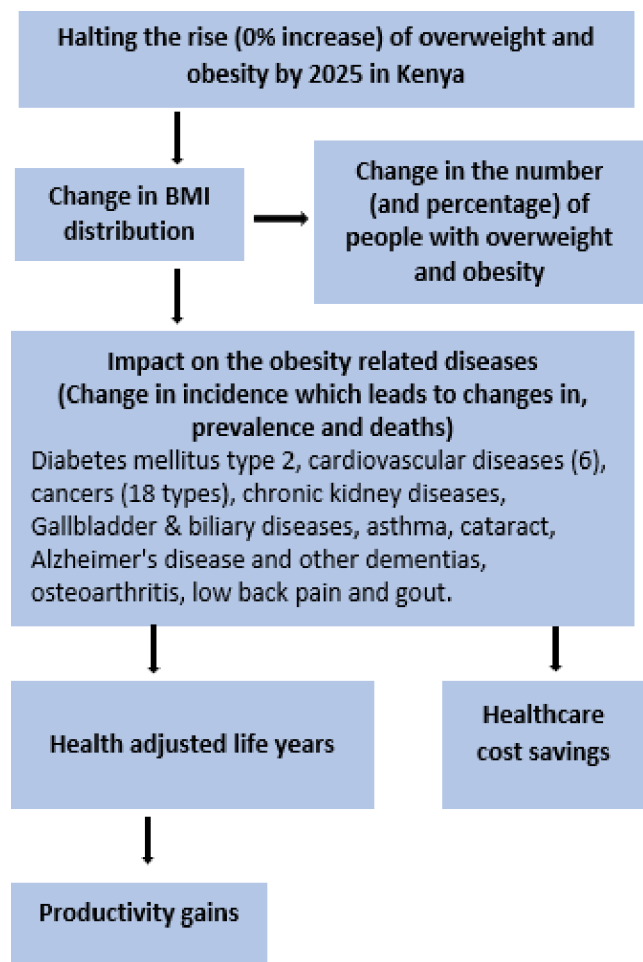 Halting the rise (0% increase) of overweight and
obesity by 2025 in Kenya
Change in BMI
distribution
Change in the number
(and percentage) of
people with overweight
and obesity
Impact on the obesity related diseases
(Change in incidence which leads to changes in,
prevalence and deaths)
Diabetes mellitus type 2, cardiovascular diseases (6),
cancers (18 types), chronic kidney diseases,
Gallbladder & biliary diseases, asthma, cataract,
Alzheimer's disease and other dementias,
osteoarthritis, low back pain and gout.
Health adjusted life years
Healthcare
cost savings
Productivity gains